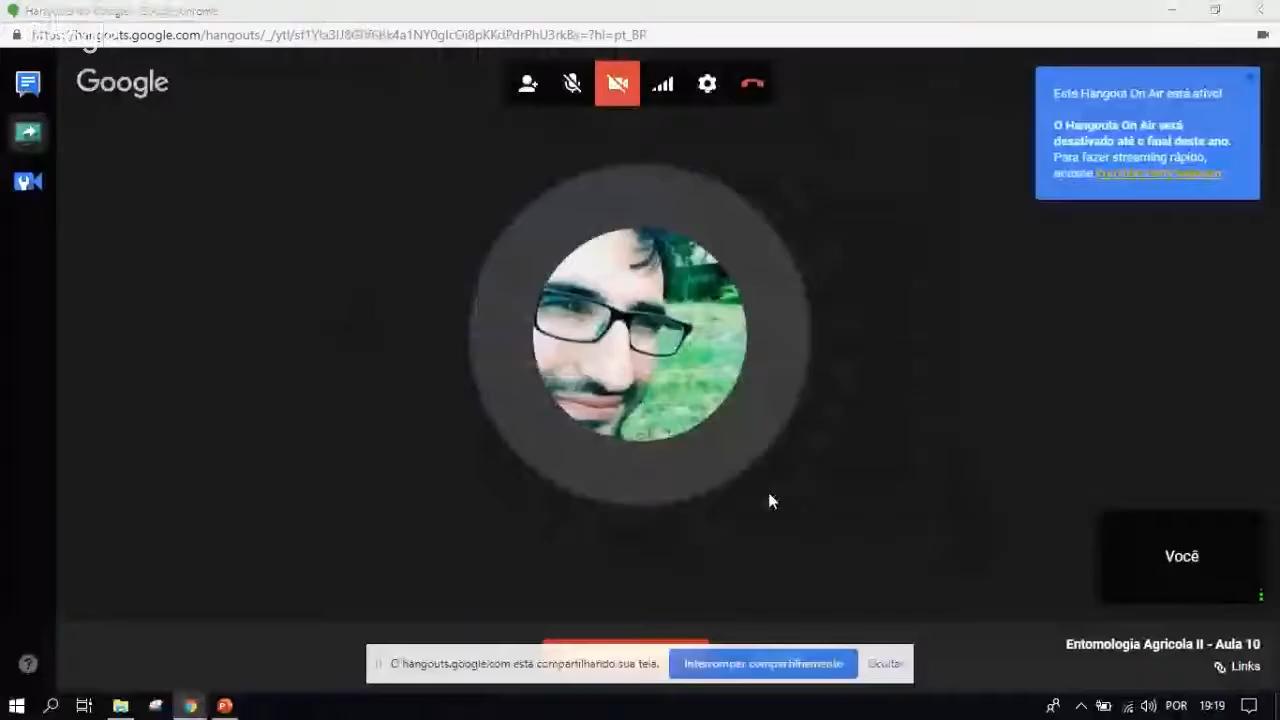 Google
Este Hangout On Air está ativo!
O Hangouts On Air será
desativado até o final deste ano.
Para fazer streaming rápido,
acesse
Você
Entomologia Agricola II - Aula 10
Links
O hangouts.google.com está compartilhando sua tela.
Interromper compartilhamento
Ocultar
POR
19:19